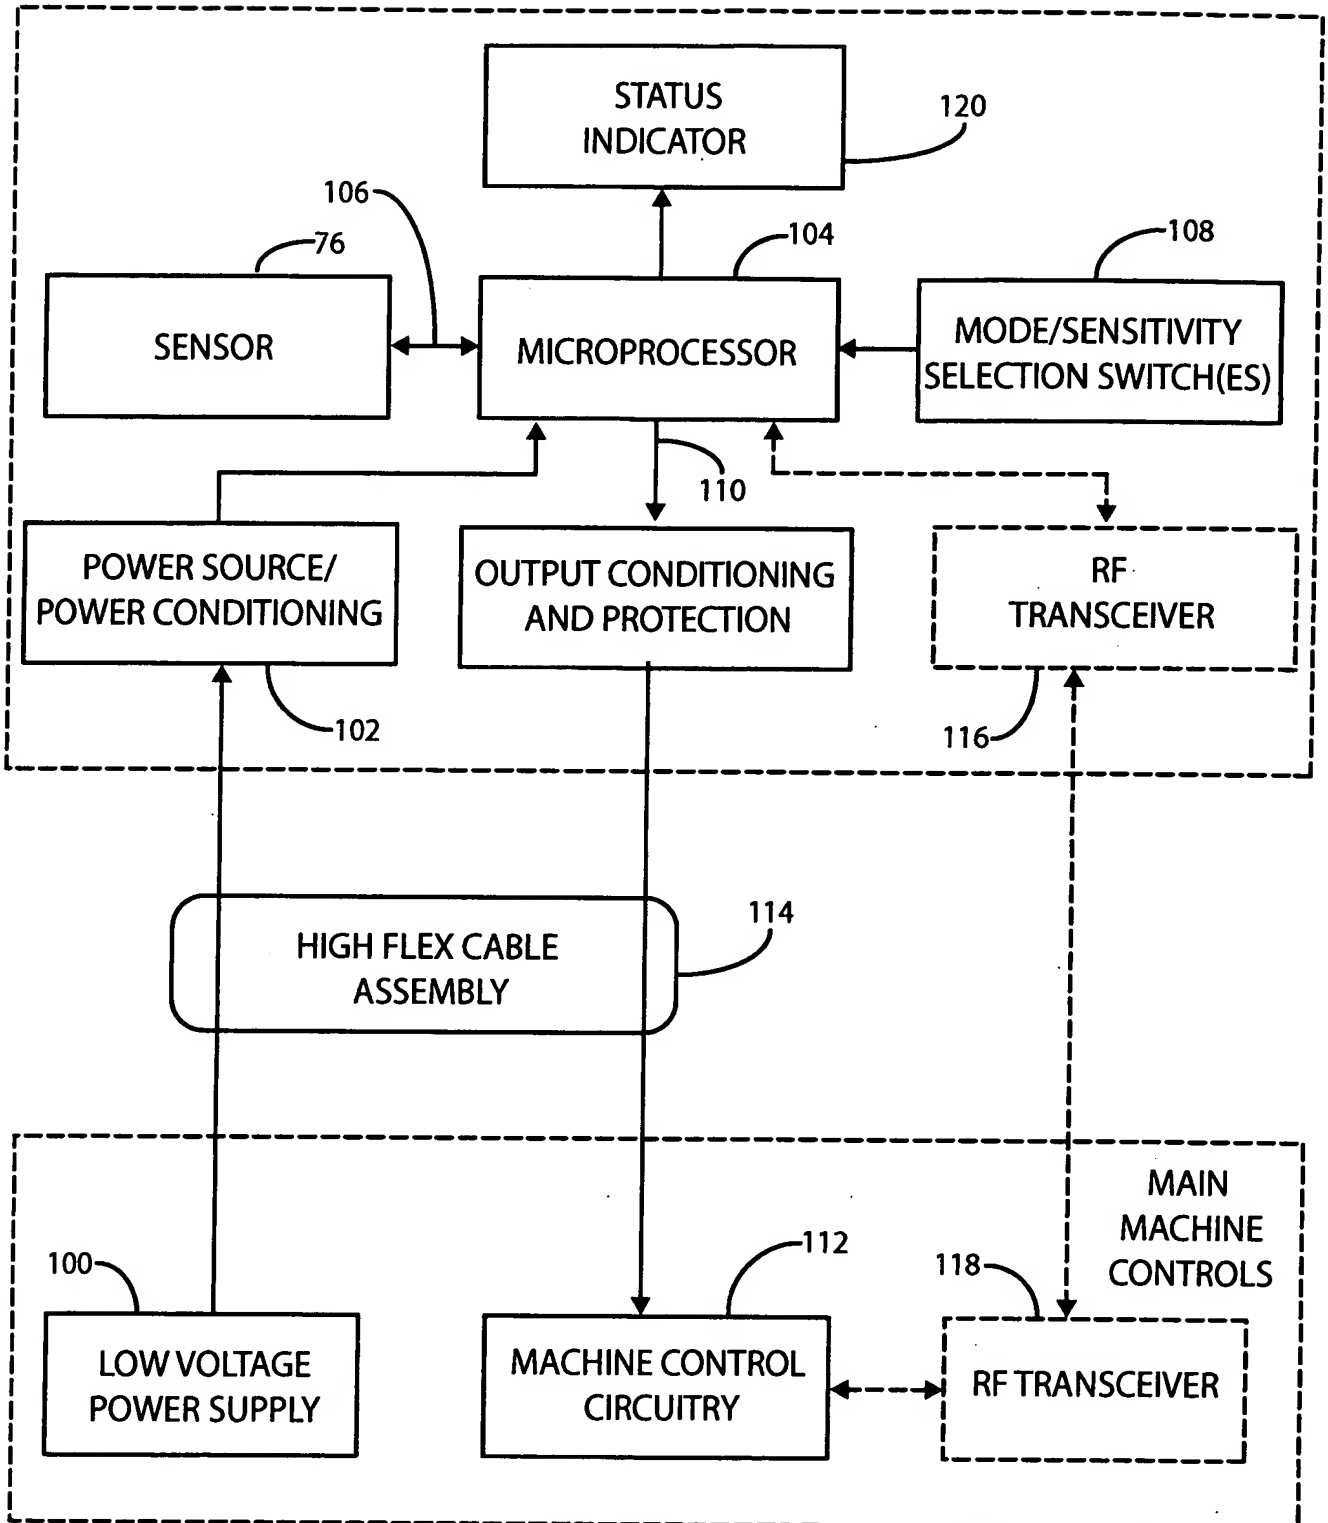 STATUS
INDICATOR
120
106
76
104
108
SENSOR
MICROPROCESSOR
MODE/SENSITIVITY
SELECTION SWITCH(ES)
110
POWER SOURCE/
POWER CONDITIONING
OUTPUT CONDITIONING
AND PROTECTION
RF
TRANSCEIVER
102
116
HIGH FLEX CABLE
ASSEMBLY
114
MAIN
MACHINE
CONTROLS
100
112
118
LOW VOLTAGE
POWER SUPPLY
MACHINE CONTROL
CIRCUITRY
RF TRANSCEIVER